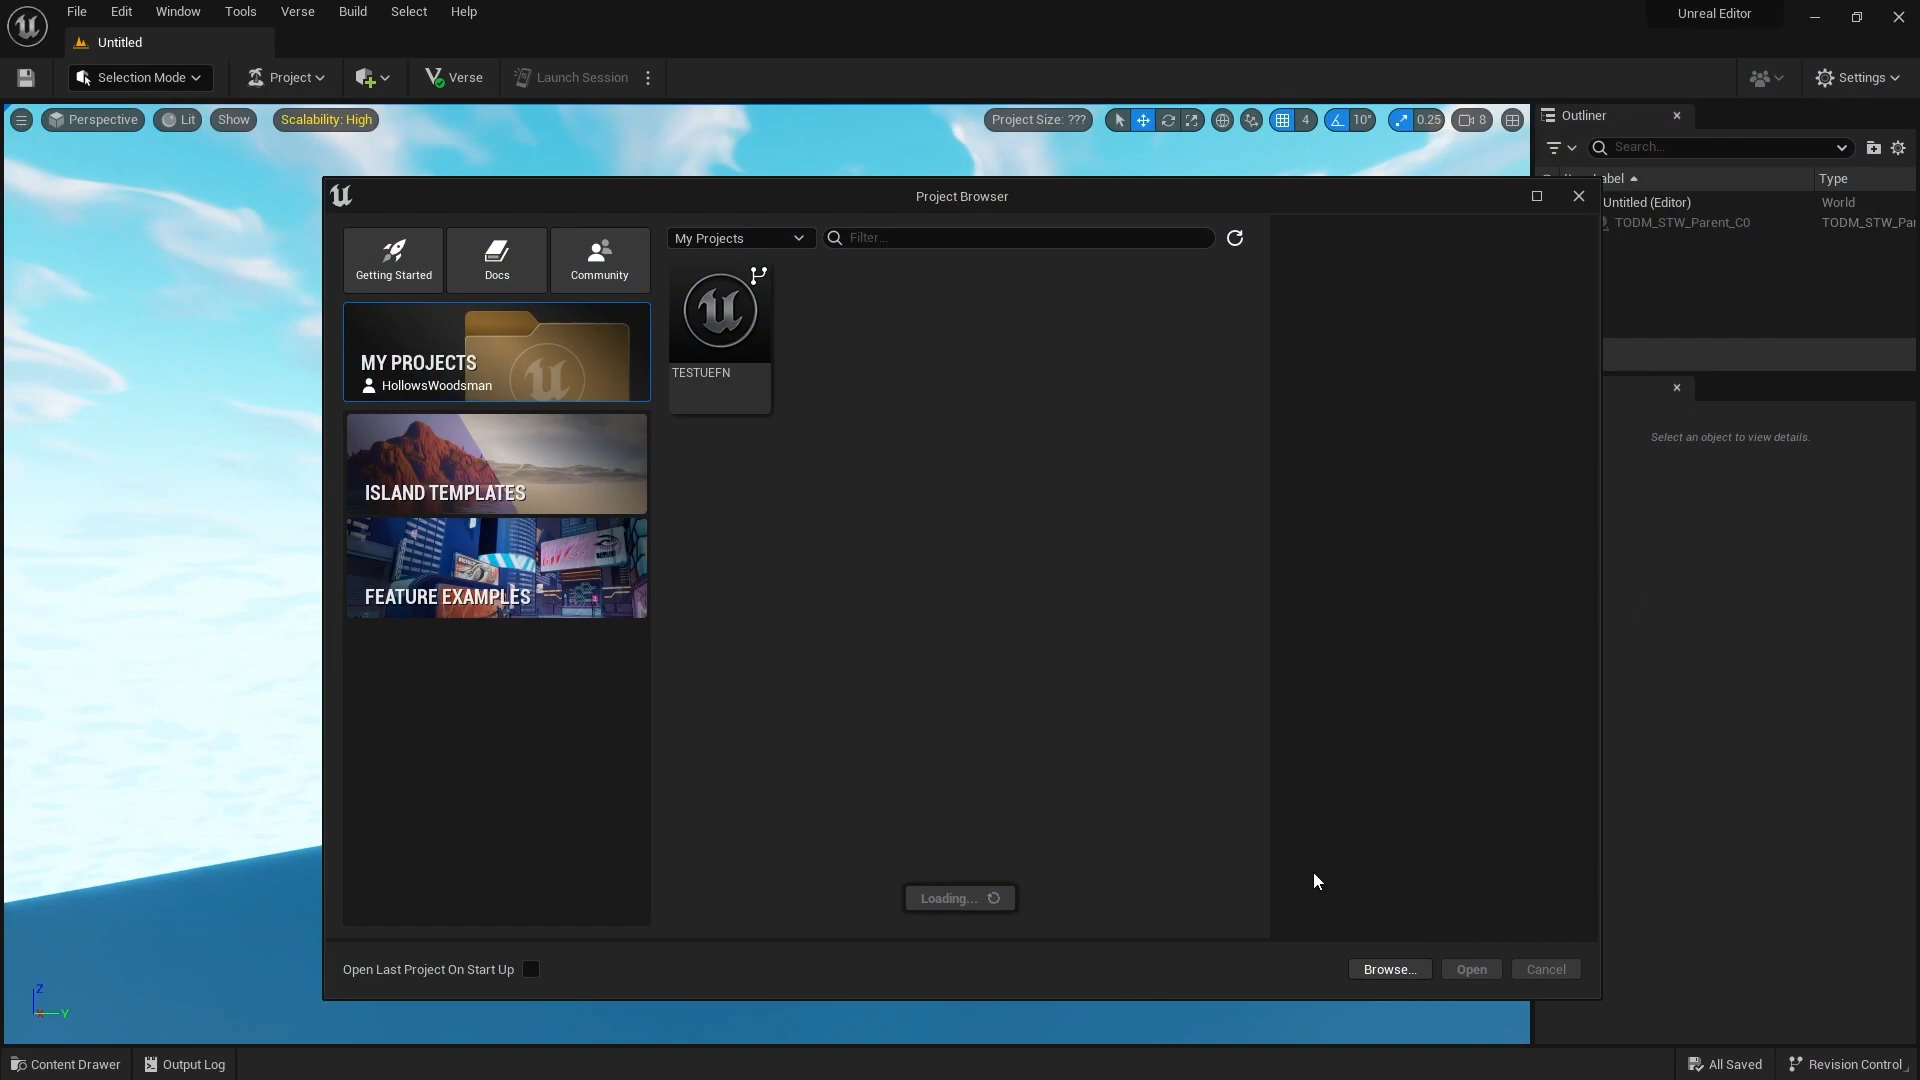 File Edit Window Tools Verse Build Select Help
Unreal Editor
Untitled
Selection Mode
Project
Verse
Launch Session
Settings
Perspective
Lit
Show
Scalability: High
Project Size: ???
4
10°
0.25
8
Outliner
Search...
Label
Type
Untitled (Editor)
World
TODM_STW_Parent_C0
TODM_STW_Par
Select an object to view details.
Project Browser
Getting Started
Docs
Community
My Projects
Filter...
MY PROJECTS
HollowsWoodsman
TESTUEFN
ISLAND TEMPLATES
FEATURE EXAMPLES
Loading...
Open Last Project On Start Up
Browse...
Open
Cancel
Z
X
Y
Content Drawer
Output Log
All Saved
Revision Control